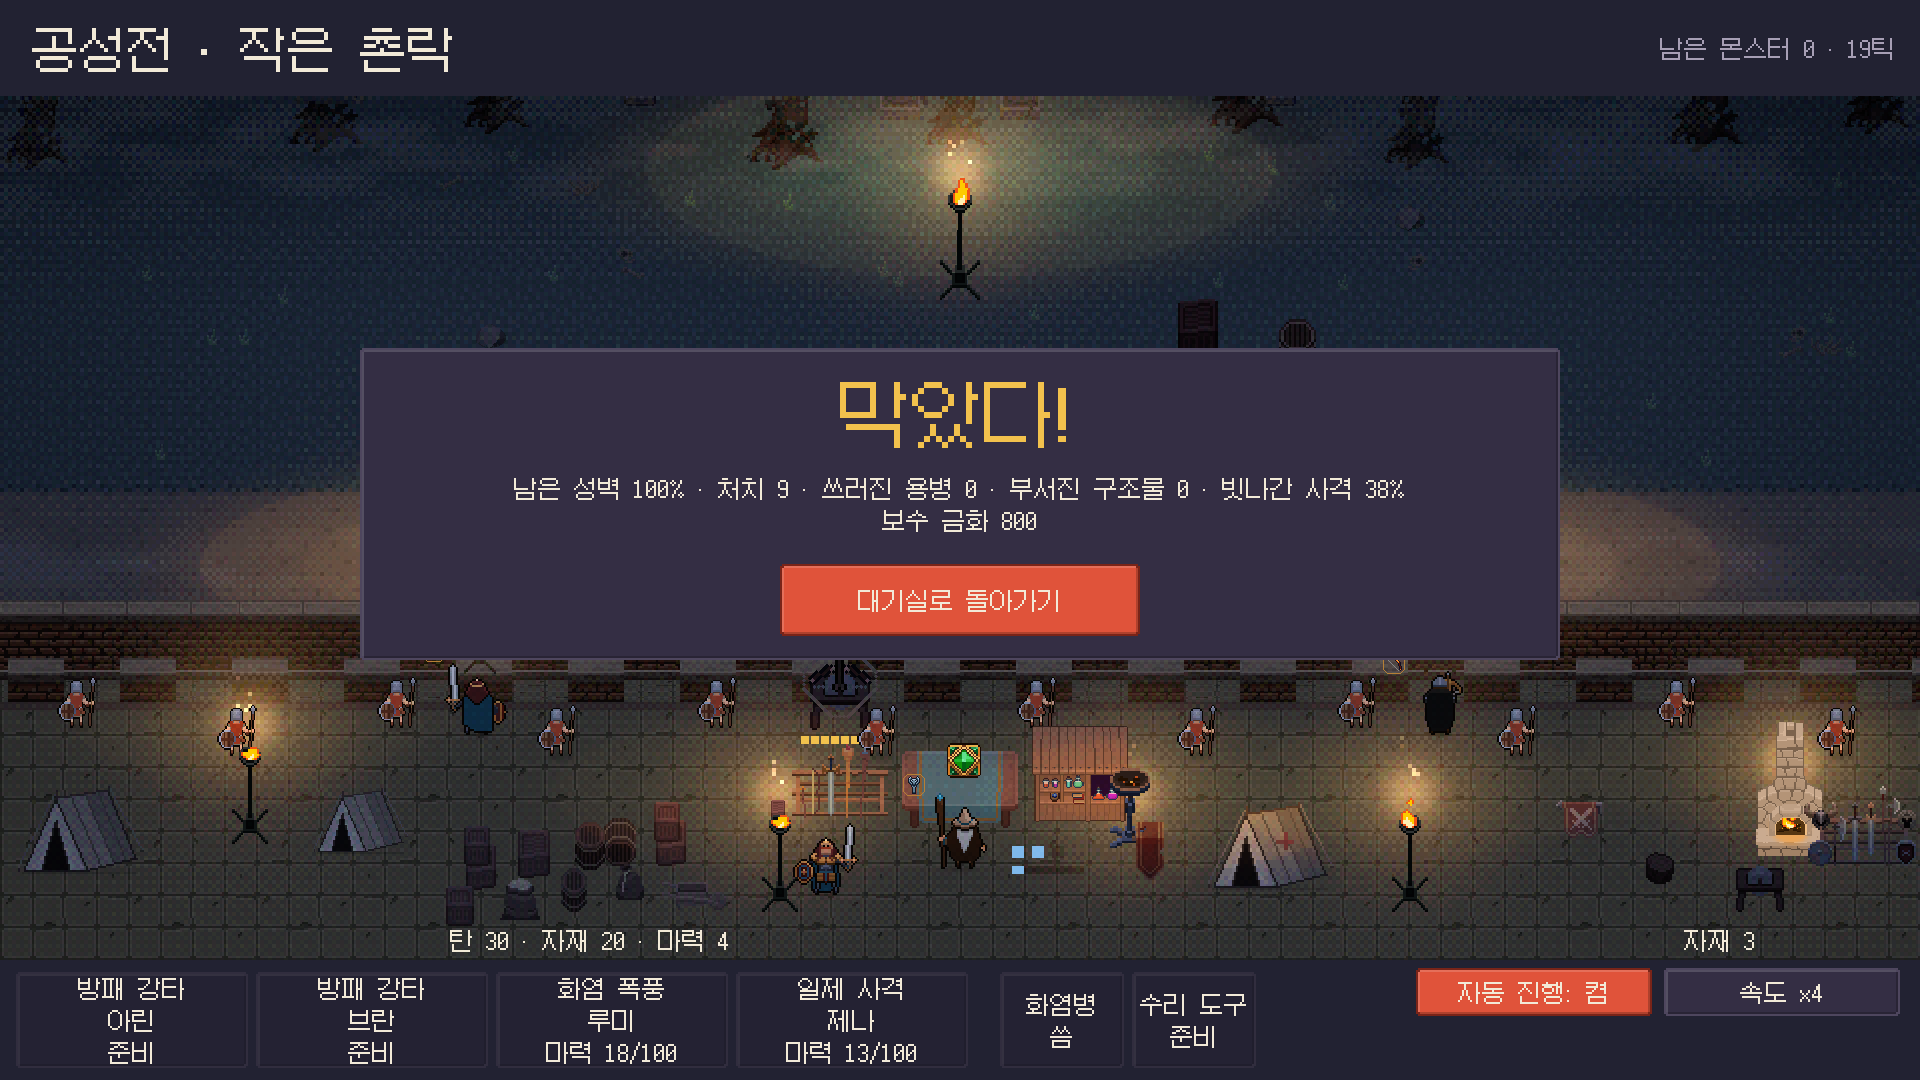 공성전 · 작은 촌락
남은 몬스터 0 · 19틱
막았다!
남은 성벽 100% · 처치 9 · 쓰러진 용병 0 · 부서진 구조물 0 · 빗나간 사격 38%
보수 금화 800
대기실로 돌아가기
탄 30 · 자재 20 · 마력 4
자재 3
방패 강타
아린
준비
방패 강타
브란
준비
화염 폭풍
루미
마력 18/100
일제 사격
제나
마력 13/100
화염병
씀
수리 도구
준비
자동 진행: 켬
속도 x4